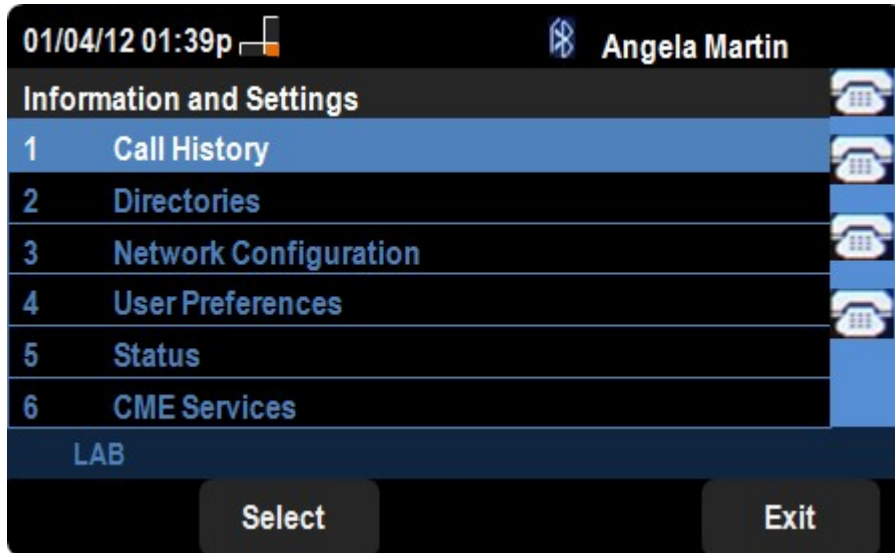 01/04/12 01:39p Angela Martin
Information and Settings
1 Call History
2 Directories
3 Network Configuration
4 User Preferences
5 Status
6 CME Services
LAB
Select Exit